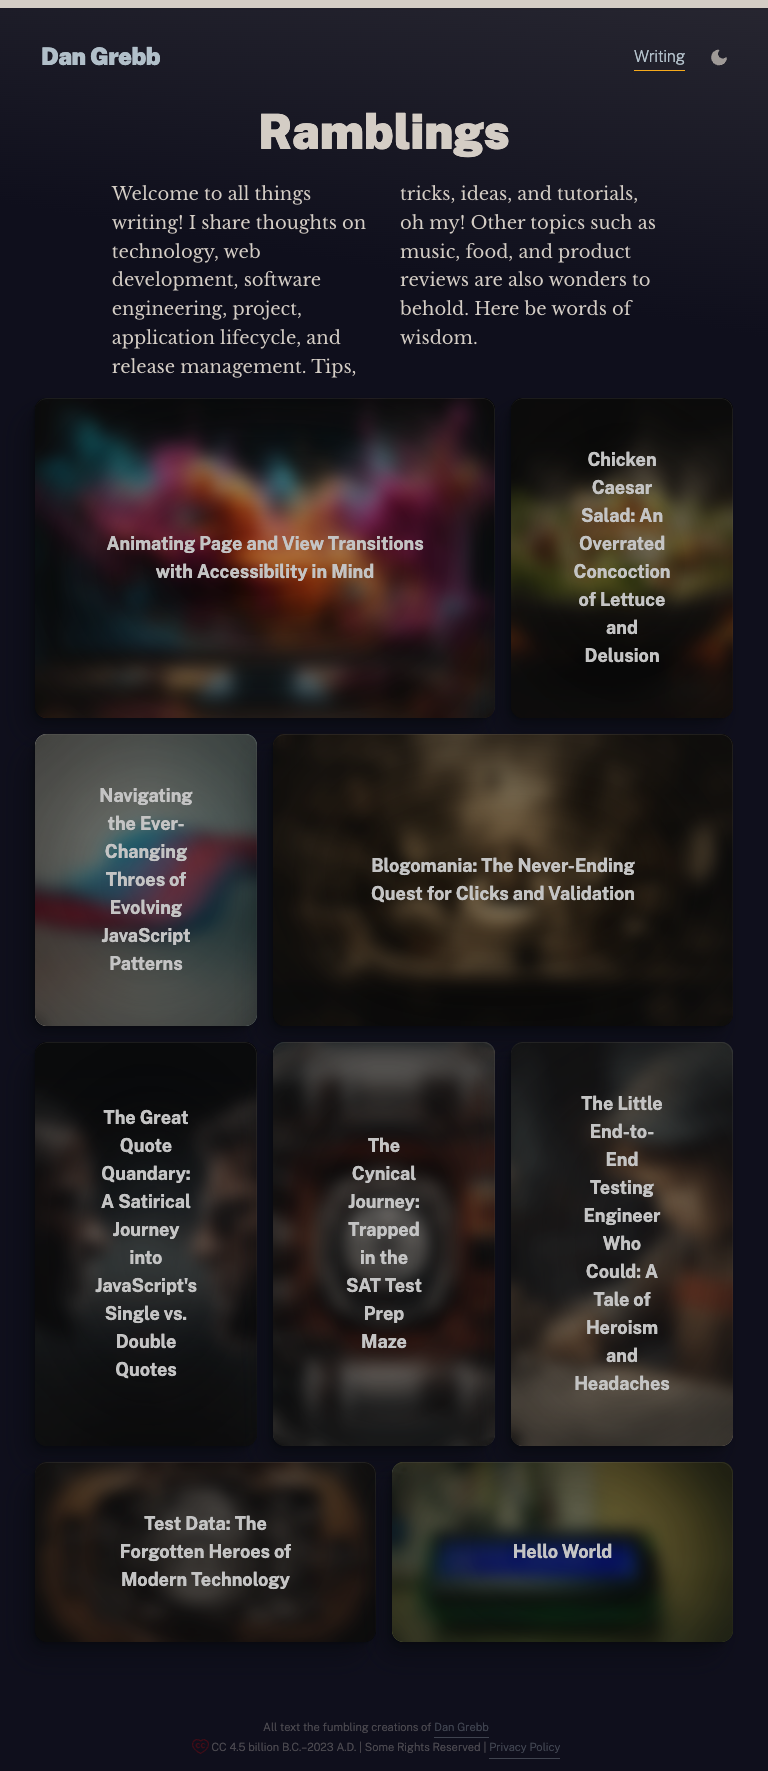 Dan Grebb
Writing
Ramblings
Welcome to all things
writing! I share thoughts on
technology, web
development, software
engineering, project,
application lifecycle, and
release management. Tips,
tricks, ideas, and tutorials,
oh my! Other topics such as
music, food, and product
reviews are also wonders to
behold. Here be words of
wisdom.
Animating Page and View Transitions
with Accessibility in Mind
Chicken
Caesar
Salad: An
Overrated
Concoction
of Lettuce
and
Delusion
Navigating
the Ever-
Changing
Throes of
Evolving
JavaScript
Patterns
Blogomania: The Never-Ending
Quest for Clicks and Validation
The Great
Quote
Quandary:
A Satirical
Journey
into
JavaScript's
Single vs.
Double
Quotes
The
Cynical
Journey:
Trapped
in the
SAT Test
Prep
Maze
The Little
End-to-
End
Testing
Engineer
Who
Could: A
Tale of
Heroism
and
Headaches
Test Data: The
Forgotten Heroes of
Modern Technology
Hello World
All text the fumbling creations of Dan Grebb
CC 4.5 billion B.C.–2023 A.D. | Some Rights Reserved | Privacy Policy